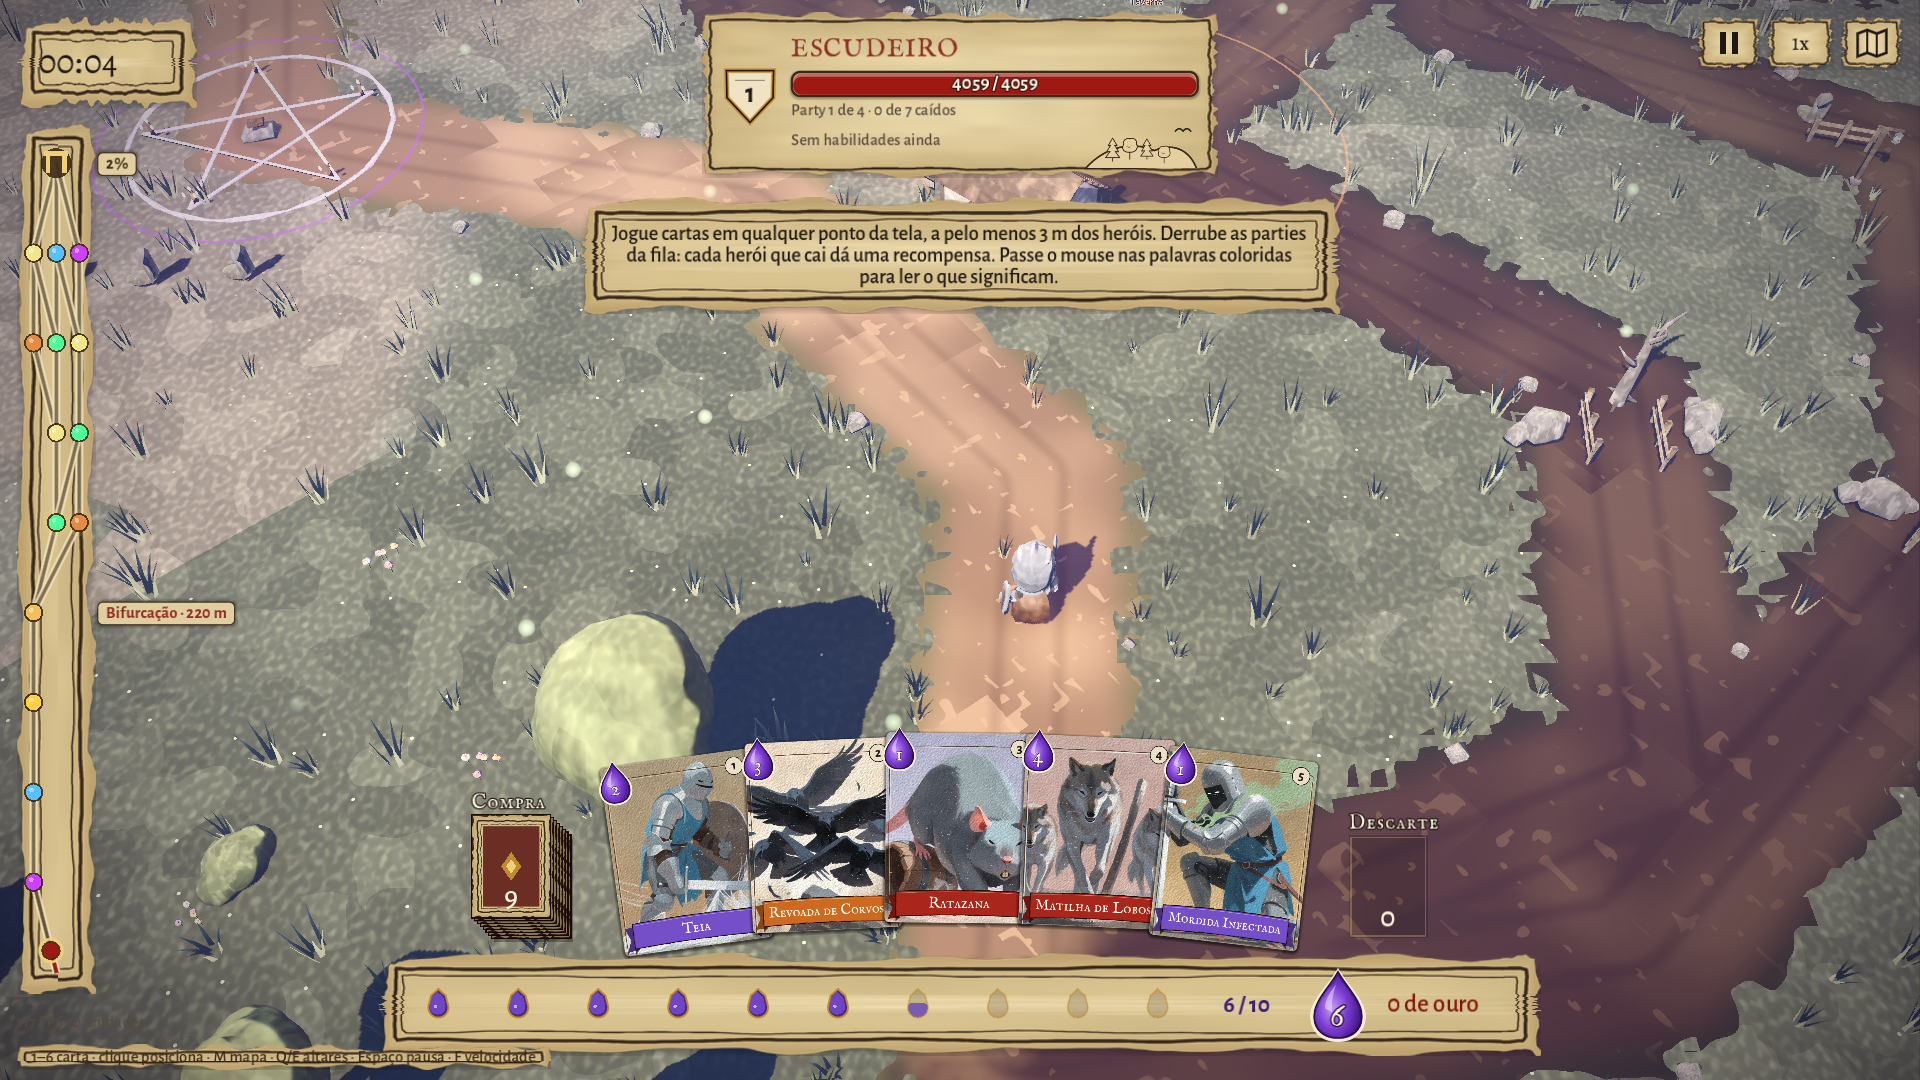 Taverna
00:04
ESCUDEIRO
1
4059 / 4059
Party 1 de 4 · 0 de 7 caídos
Sem habilidades ainda
1x
2%
Jogue cartas em qualquer ponto da tela, a pelo menos 3 m dos heróis. Derrube as parties
da fila: cada herói que cai dá uma recompensa. Passe o mouse nas palavras coloridas
para ler o que significam.
Bifurcação · 220 m
COMPRA
9
2
1
TEIA
3
2
REVOADA DE CORVOS
1
3
RATAZANA
4
4
MATILHA DE LOBOS
1
5
MORDIDA INFECTADA
DESCARTE
0
6 / 10
6
0 de ouro
1–6 carta · clique posiciona · M mapa · Q/E altares · Espaço pausa · F velocidade